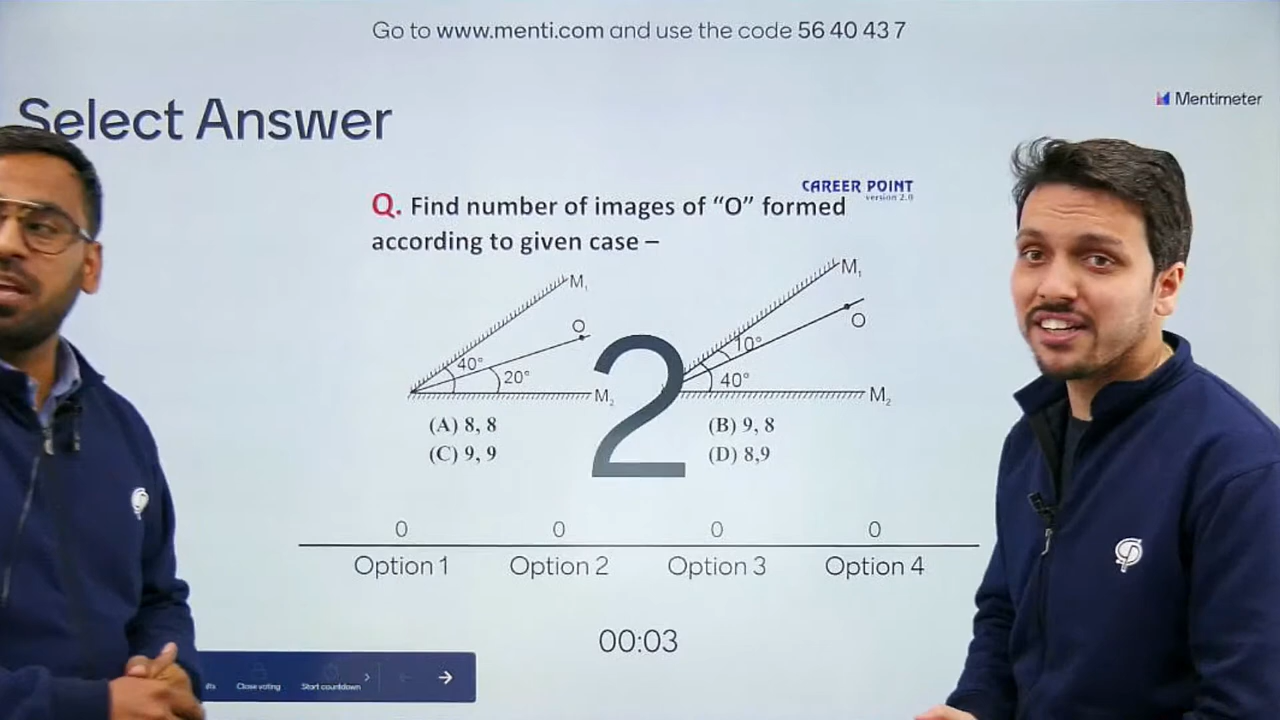 Go to www.menti.com and use the code 56 40 43 7
Select Answer
Mentimeter
CAREER POINT
version 2.0
Q. Find number of images of “O” formed
according to given case –
M₁
O
40°
20°
M₂
M₁
O
10°
40°
M₂
2
(A) 8, 8
(B) 9, 8
(C) 9, 9
(D) 8,9
0 0 0 0
Option 1 Option 2 Option 3 Option 4
00:03
Close voting
Start countdown